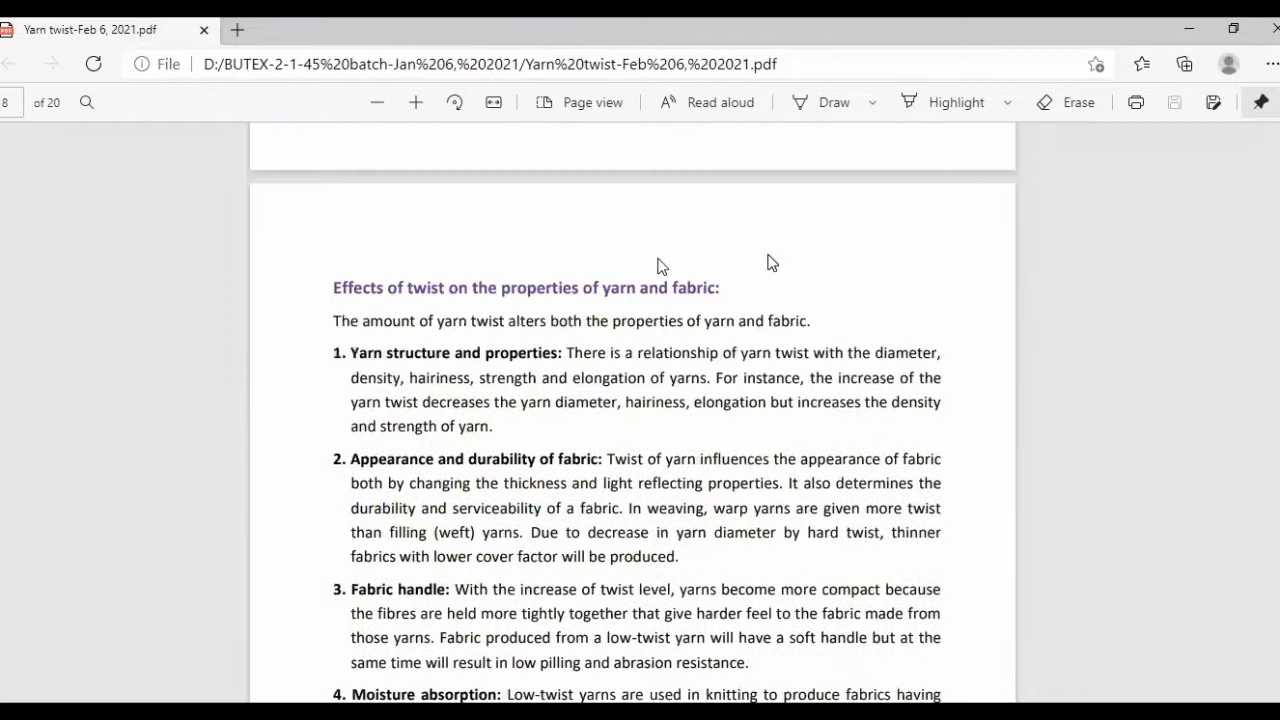 Yarn twist-Feb 6, 2021.pdf
File D:/BUTEX-2-1-45%20batch-Jan%206,%202021/Yarn%20twist-Feb%206,%202021.pdf
8 of 20 Page view Read aloud Draw Highlight Erase
Effects of twist on the properties of yarn and fabric:
The amount of yarn twist alters both the properties of yarn and fabric.
1. Yarn structure and properties: There is a relationship of yarn twist with the diameter,
density, hairiness, strength and elongation of yarns. For instance, the increase of the
yarn twist decreases the yarn diameter, hairiness, elongation but increases the density
and strength of yarn.
2. Appearance and durability of fabric: Twist of yarn influences the appearance of fabric
both by changing the thickness and light reflecting properties. It also determines the
durability and serviceability of a fabric. In weaving, warp yarns are given more twist
than filling (weft) yarns. Due to decrease in yarn diameter by hard twist, thinner
fabrics with lower cover factor will be produced.
3. Fabric handle: With the increase of twist level, yarns become more compact because
the fibres are held more tightly together that give harder feel to the fabric made from
those yarns. Fabric produced from a low-twist yarn will have a soft handle but at the
same time will result in low pilling and abrasion resistance.
4. Moisture absorption: Low-twist yarns are used in knitting to produce fabrics having